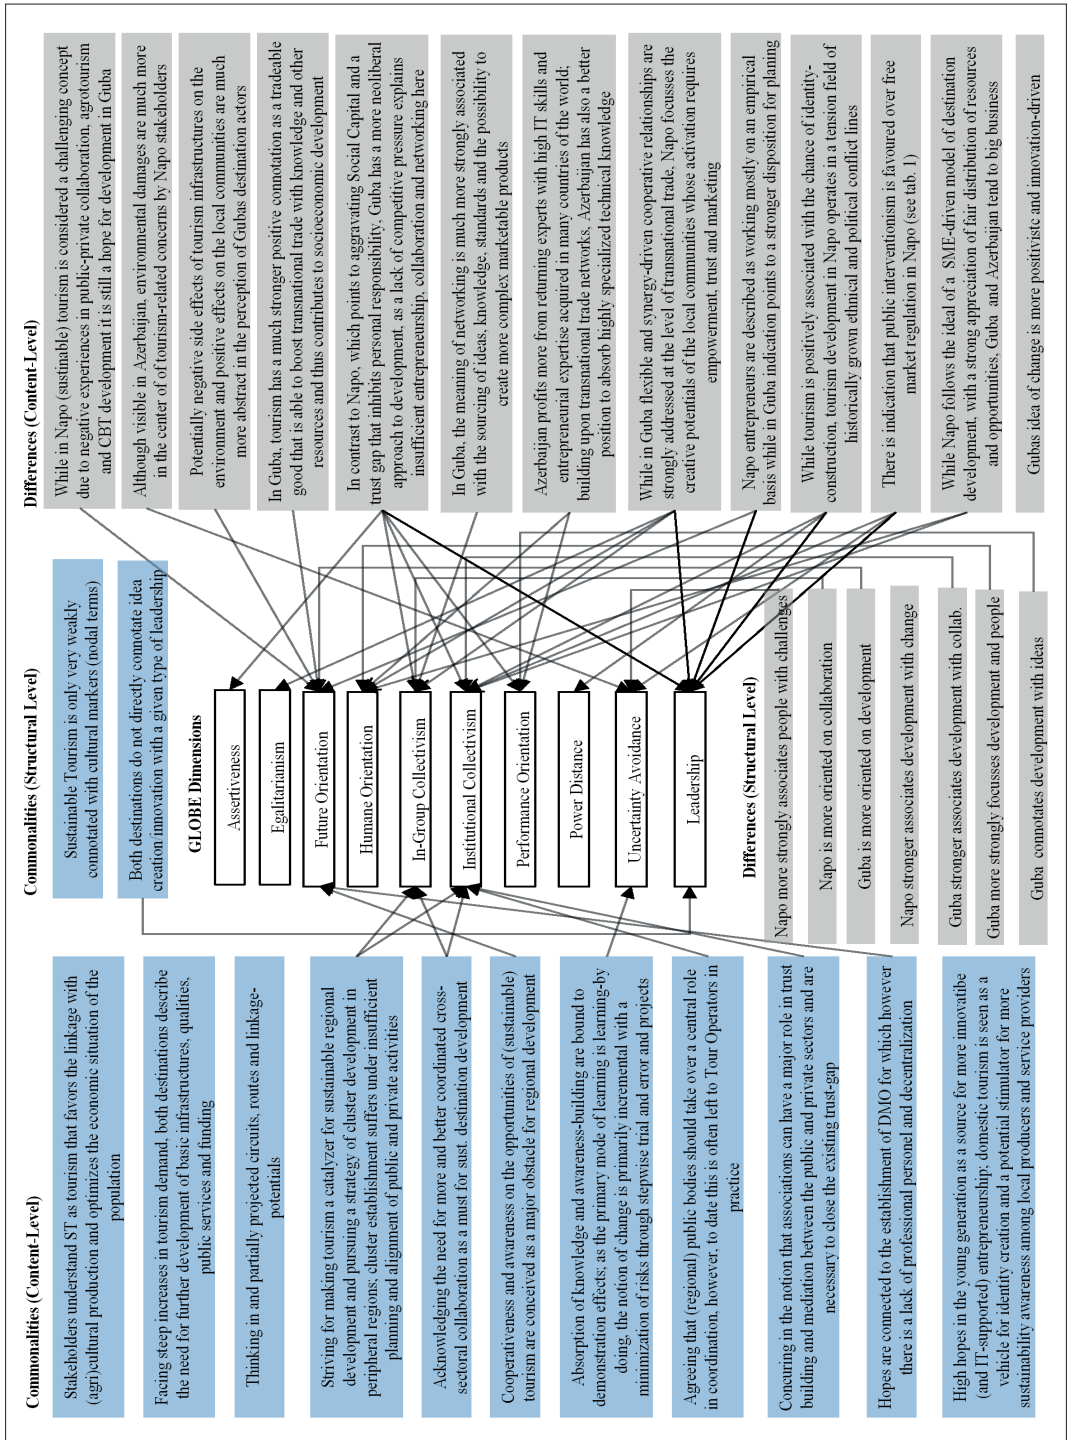 Commonalities (Content-Level)
Stakeholders understand ST as tourism that favors the linkage with
(agri)cultural production and optimizes the economic situation of the
population
Facing steep increases in tourism demand, both destinations describe
the need for further development of basic infrastructures, qualities,
public services and funding
Thinking in and partially projected circuits, routes and linkage-
potentials
Striving for making tourism a catalyzer for sustainable regional
development and pursuing a strategy of cluster development in
peripheral regions; cluster establishment suffers under insufficient
planning and alignment of public and private activities
Acknowledging the need for more and better coordinated cross-
sectoral collaboration as a must for sust. destination development
Cooperativeness and awareness on the opportunities of (sustainable)
tourism are conceived as a major obstacle for regional development
Absorption of knowledge and awareness-building are bound to
demonstration effects; as the primary mode of learning is learning-by
doing, the notion of change is primarily incremental with a
minimization of risks through stepwise trial and error and projects
Agreeing that (regional) public bodies should take over a central role
in coordination, however, to date this is often left to Tour Operators in
practice
Concuring in the notion that associations can have a major role in trust
building and mediation between the public and private sectors and are
necessary to close the existing trust-gap
Hopes are connected to the establishment of DMO for which however
there is a lack of professional personnel and decentralization
High hopes in the young generation as a source for more innovatibe
(and IT-supported) entrepreneurship; domestic tourism is seen as a
vehicle for identity creation and a potential stimulator for more
sustainability awareness among local producers and service providers
Commonalities (Structural Level)
Sustainable Tourism is only very weakly
connotated with cultural markers (nodal terms)
Both destinations do not directly connotate idea
creation/innovation with a given type of leadership
GLOBE Dimensions
Assertiveness
Egalitarianism
Future Orientation
Humane Orientation
In-Group Collectivism
Institutional Collectivism
Performance Orientation
Power Distance
Uncertainty Avoidance
Leadership
Differences (Structural Level)
Napo more strongly associates people with challenges
Napo is more oriented on collaboration
Guba is more oriented on development
Napo stronger associates development with change
Guba stronger associates development with collab.
Guba more strongly focusses development and people
Guba connotates development with ideas
Differences (Content-Level)
While in Napo (sustainable) tourism is considered a challenging concept
due to negative experiences in public-private collaboration, agrotourism
and CBT development it is still a hope for development in Guba
Although visible in Azerbaijan, environmental damages are much more
in the center of of tourism-related concerns by Napo stakeholders
Potentially negative side effects of tourism infrastructures on the
environment and positive effects on the local communities are much
more abstract in the perception of Gubas destination actors
In Guba, tourism has a much stronger positive connotation as a tradeable
good that is able to boost transnational trade with knowledge and other
resources and thus contributes to socioeconomic development
In contrast to Napo, which points to aggravating Social Capital and a
trust gap that inhibits personal responsibility, Guba has a more neoliberal
approach to development, as a lack of competitive pressure explains
insufficient entrepreneurship, collaboration and networking here
In Guba, the meaning of networking is much more strongly associated
with the sourcing of ideas, knowledge, standards and the possibility to
create more complex marketable products
Azerbaijan profits more from returning experts with high IT skills and
entrepreneurial expertise acquired in many countries of the world;
building upon transnational trade networks, Azerbaijan has also a better
position to absorb highly specialized technical knowledge
While in Guba flexible and synergy-driven cooperative relationships are
strongly addressed at the level of transnational trade, Napo focusses the
creative potentials of the local communities whose activation requires
empowerment, trust and marketing
Napo entrepreneurs are described as working mostly on an empirical
basis while in Guba indication points to a stronger disposition for planing
While tourism is positively associated with the chance of identity-
construction, tourism development in Napo operates in a tension field of
historically grown ethnical and political conflict lines
There is indication that public interventionism is favoured over free
market regulation in Napo (see tab. 1)
While Napo follows the ideal of a SME-driven model of destination
development, with a strong appreciation of fair distribution of resources
and opportunities, Guba and Azerbaijan tend to big business
Gubas idea of change is more positivistc and innovation-driven